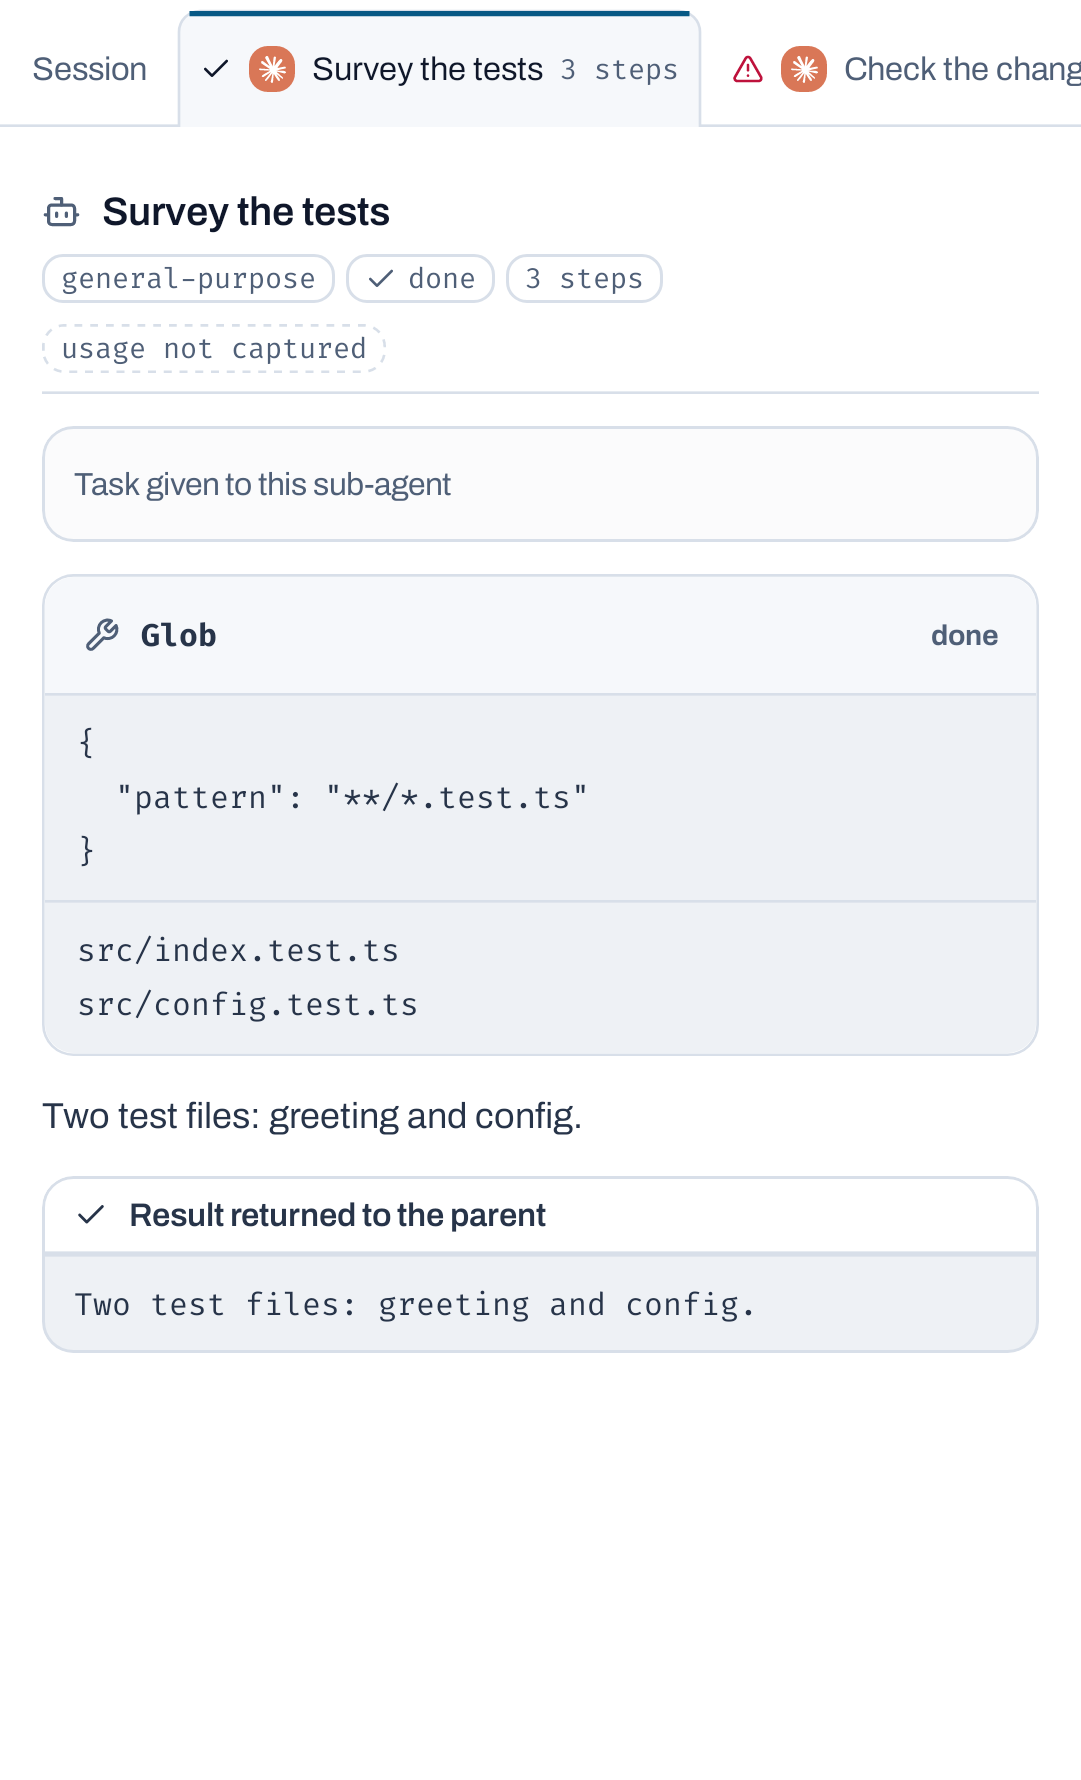 Session
Survey the tests 3 steps
Check the chang
Survey the tests
general-purpose
done
3 steps
usage not captured
Task given to this sub-agent
Glob
done
{
"pattern": "**/*.test.ts"
}
src/index.test.ts
src/config.test.ts
Two test files: greeting and config.
Result returned to the parent
Two test files: greeting and config.